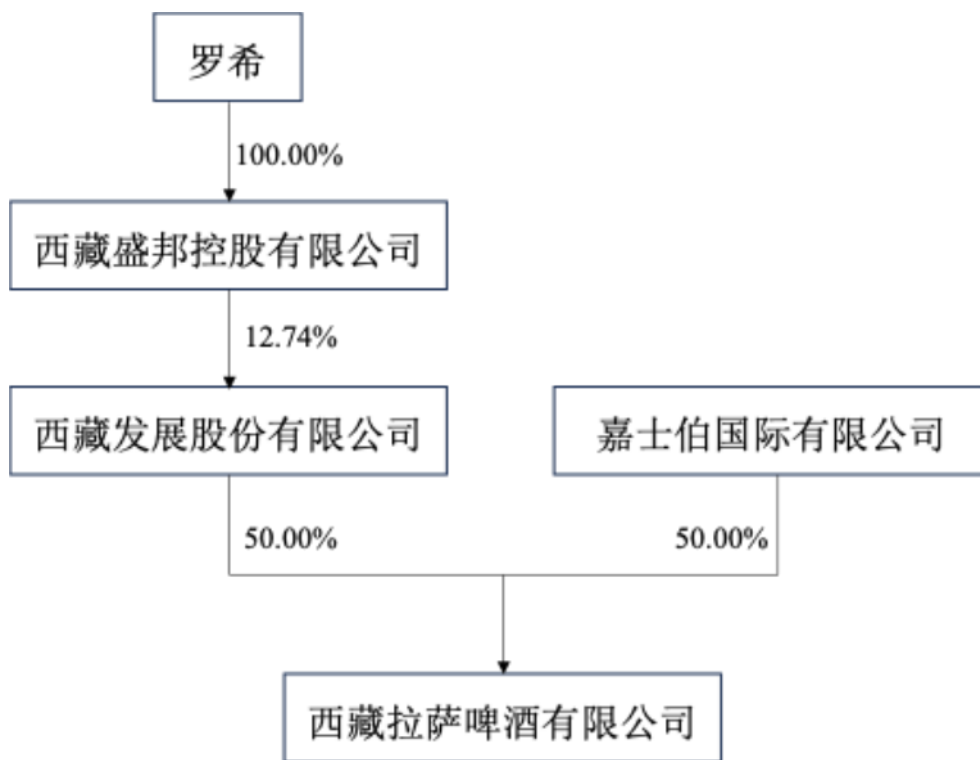 罗希
100.00%
西藏盛邦控股有限公司
12.74%
西藏发展股份有限公司
嘉士伯国际有限公司
50.00%
50.00%
西藏拉萨啤酒有限公司